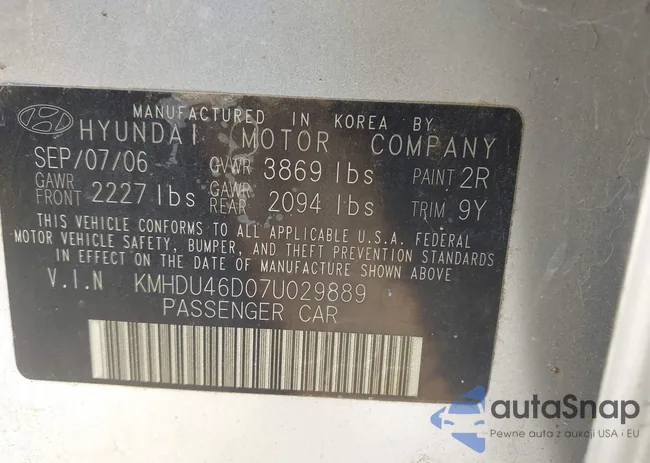 MANUFACTURED IN KOREA BY
HYUNDAI MOTOR COMPANY
SEP/07/06 GVWR 3869 lbs PAINT 2R
GAWR FRONT 2227 lbs GAWR REAR 2094 lbs TRIM 9Y
THIS VEHICLE CONFORMS TO ALL APPLICABLE U.S.A. FEDERAL
MOTOR VEHICLE SAFETY, BUMPER, AND THEFT PREVENTION STANDARDS
IN EFFECT ON THE DATE OF MANUFACTURE SHOWN ABOVE
V.I.N KMHDU46D07U029889
PASSENGER CAR
autaSnap
Pewne auta z aukcji USA i EU